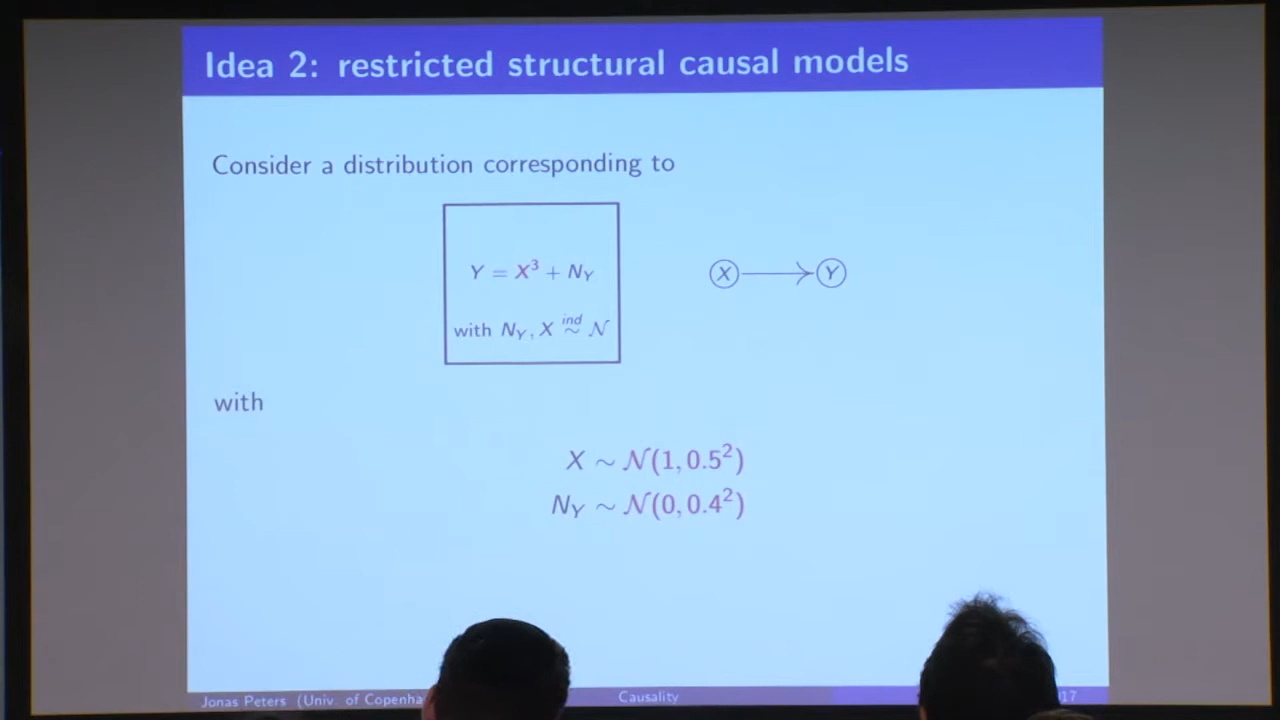 Idea 2: restricted structural causal models
Consider a distribution corresponding to
Y = X³ + N_Y
with N_Y, X ind ∼ 𝒩
X → Y
with
X ∼ 𝒩(1, 0.5²)
N_Y ∼ 𝒩(0, 0.4²)
Jonas Peters (Univ. of Copenha
Causality
17